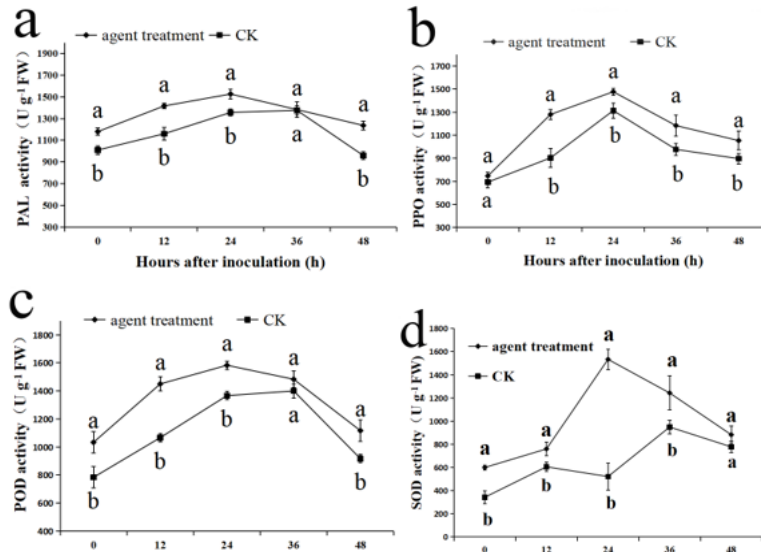 a
agent treatment CK
PAL activity (U g-1 FW)
1900
1700
1500
1300
1100
900
700
500
300
a a a a a
b b b a b
0 12 24 36 48
Hours after inoculation (h)
b
agent treatment CK
PPO activity (U g-1 FW)
1700
1500
1300
1100
900
700
500
300
a a a a a
a b b b b
0 12 24 36 48
Hours after inoculation (h)
c
agent treatment CK
POD activity (U g-1 FW)
1800
1600
1400
1200
1000
800
600
400
a a a a a
b b b a b
0 12 24 36 48
d
agent treatment
CK
SOD activity (U g-1 FW)
1800
1600
1400
1200
1000
800
600
400
200
0
a a a a a
b b b b a
0 12 24 36 48